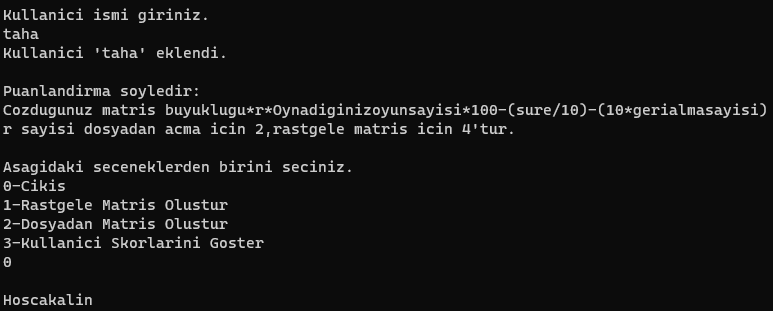 Kullanici ismi giriniz.
taha
Kullanici 'taha' eklendi.
Puanlandirma soyledir:
Cozdugunuz matris buyuklugu*r*Oynadiginizoyunsayisi*100-(sure/10)-(10*gerialmasayisi)
r sayisi dosyadan acma icin 2,rastgele matris icin 4'tur.
Asagidaki seceneklerden birini seciniz.
0-Cikis
1-Rastgele Matris Olustur
2-Dosyadan Matris Olustur
3-Kullanici Skorlarini Goster
0
Hoscakalin